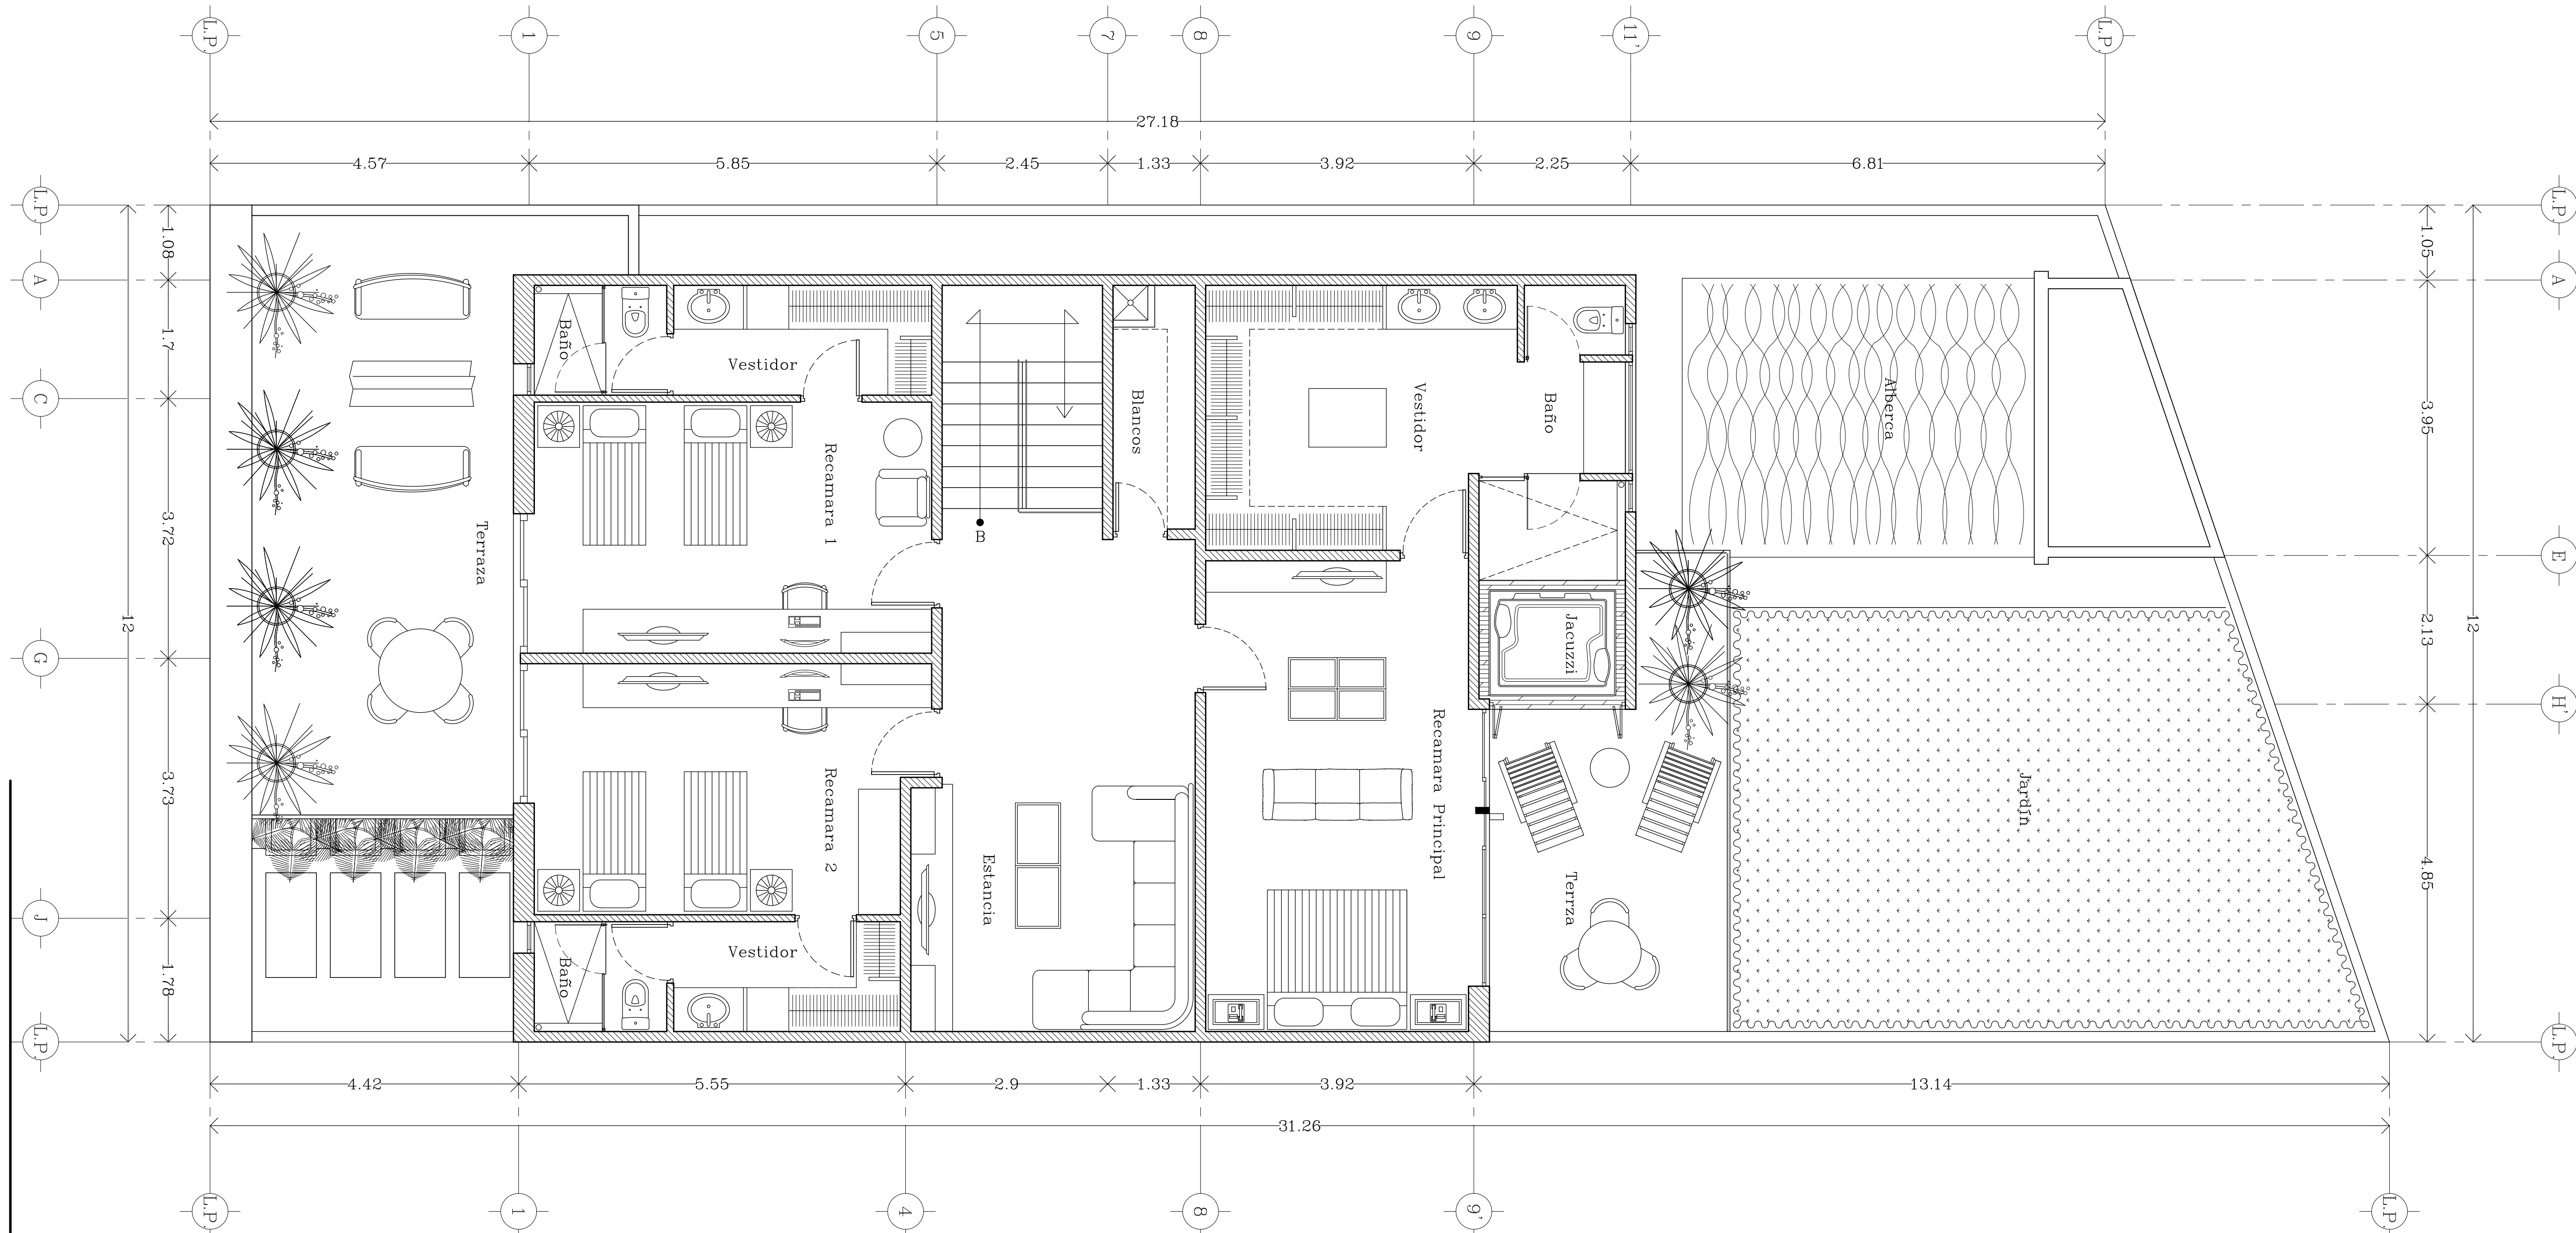 L.P.
1
5
7
8
9
11'
L.P.
27.18
4.57
5.85
2.45
1.33
3.92
2.25
6.81
L.P.
A
C
G
J
L.P.
12
1.08
1.7
3.72
3.73
1.78
L.P.
A
E
H'
L.P.
1.05
3.95
2.13
4.85
12
Baño
Vestidor
Recamara 1
Terraza
B
Blancos
Vestidor
Baño
Alberca
Jacuzzi
Recamara 2
Estancia
Recamara Principal
Terrza
Jardín
Baño
Vestidor
4.42
5.55
2.9
1.33
3.92
13.14
31.26
L.P.
1
4
8
9'
L.P.